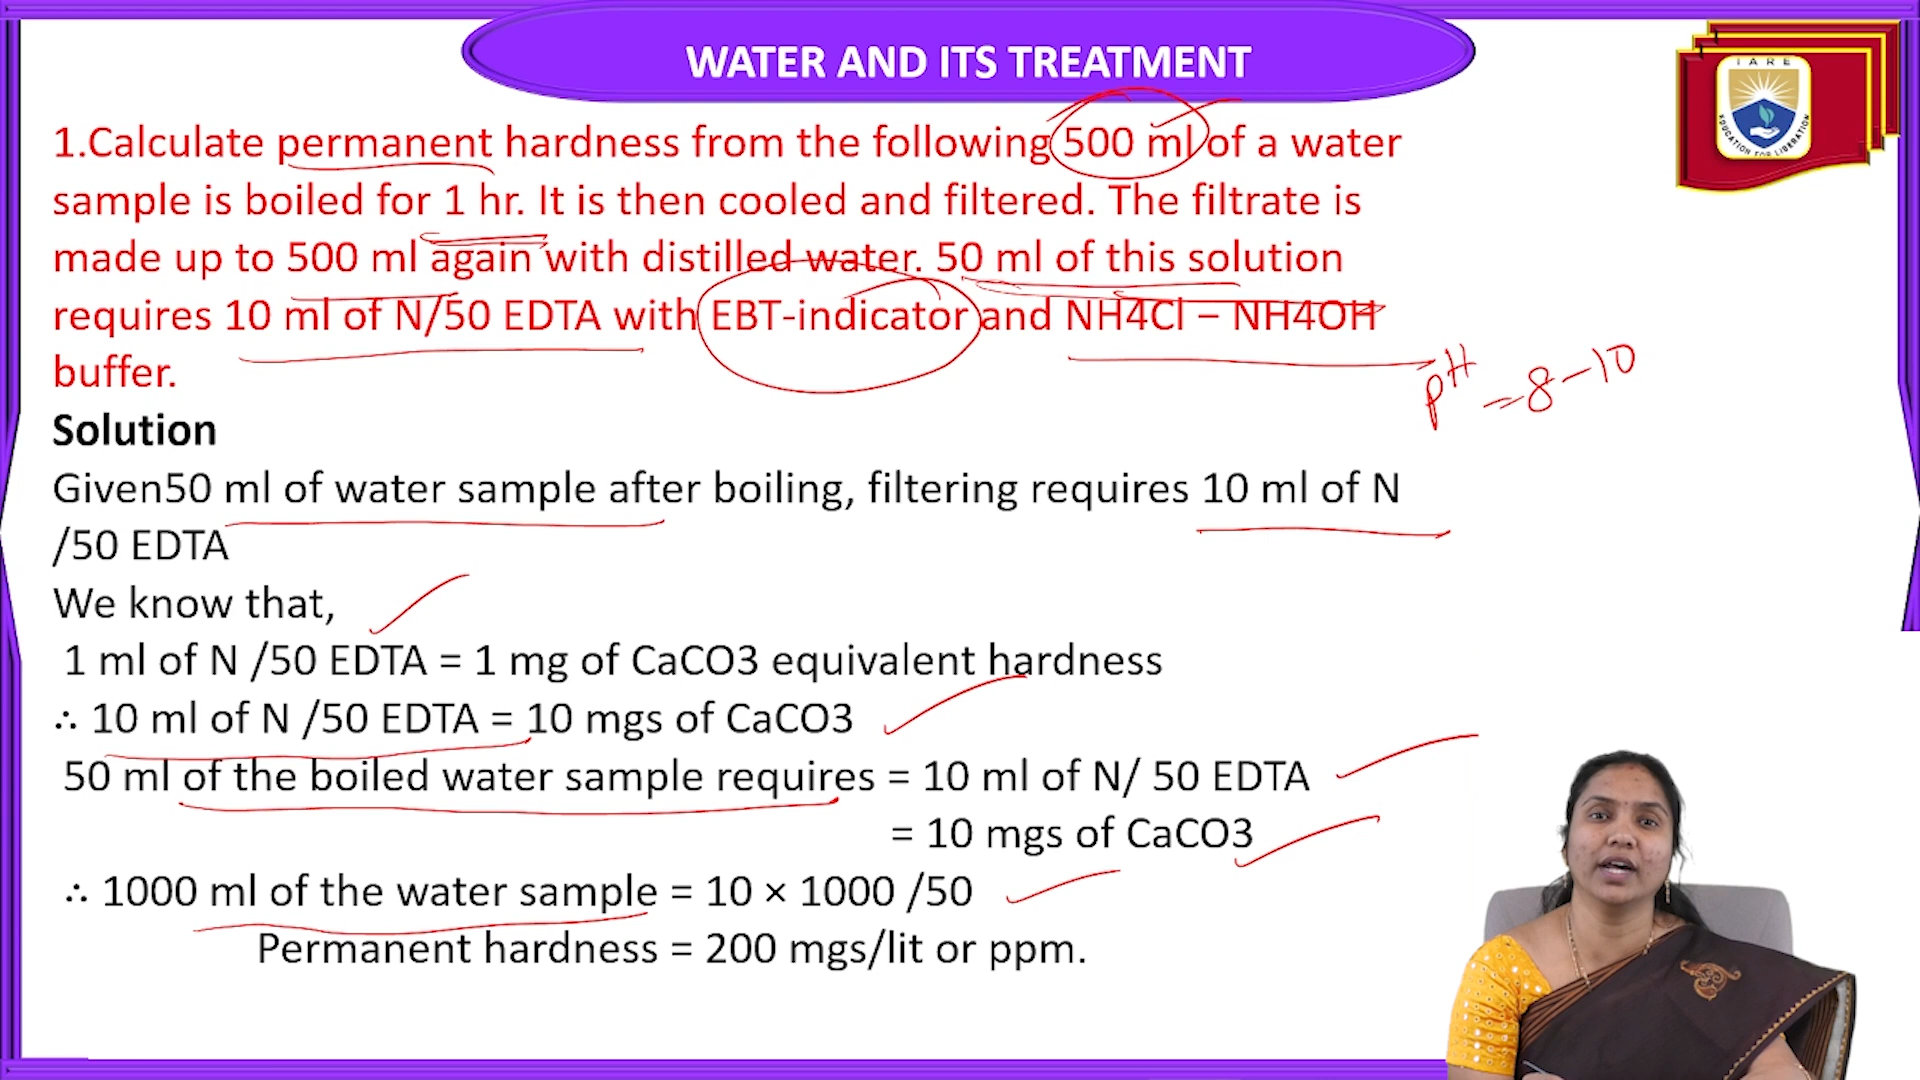 WATER AND ITS TREATMENT
IARE
EDUCATION FOR LIBERATION
1.Calculate permanent hardness from the following 500 ml of a water
sample is boiled for 1 hr. It is then cooled and filtered. The filtrate is
made up to 500 ml again with distilled water. 50 ml of this solution
requires 10 ml of N/50 EDTA with EBT-indicator and NH4Cl – NH4OH
buffer.
pH = 8-10
Solution
Given50 ml of water sample after boiling, filtering requires 10 ml of N
/50 EDTA
We know that,
1 ml of N /50 EDTA = 1 mg of CaCO3 equivalent hardness
∴ 10 ml of N /50 EDTA = 10 mgs of CaCO3
50 ml of the boiled water sample requires = 10 ml of N/ 50 EDTA
= 10 mgs of CaCO3
∴ 1000 ml of the water sample = 10 × 1000 /50
Permanent hardness = 200 mgs/lit or ppm.